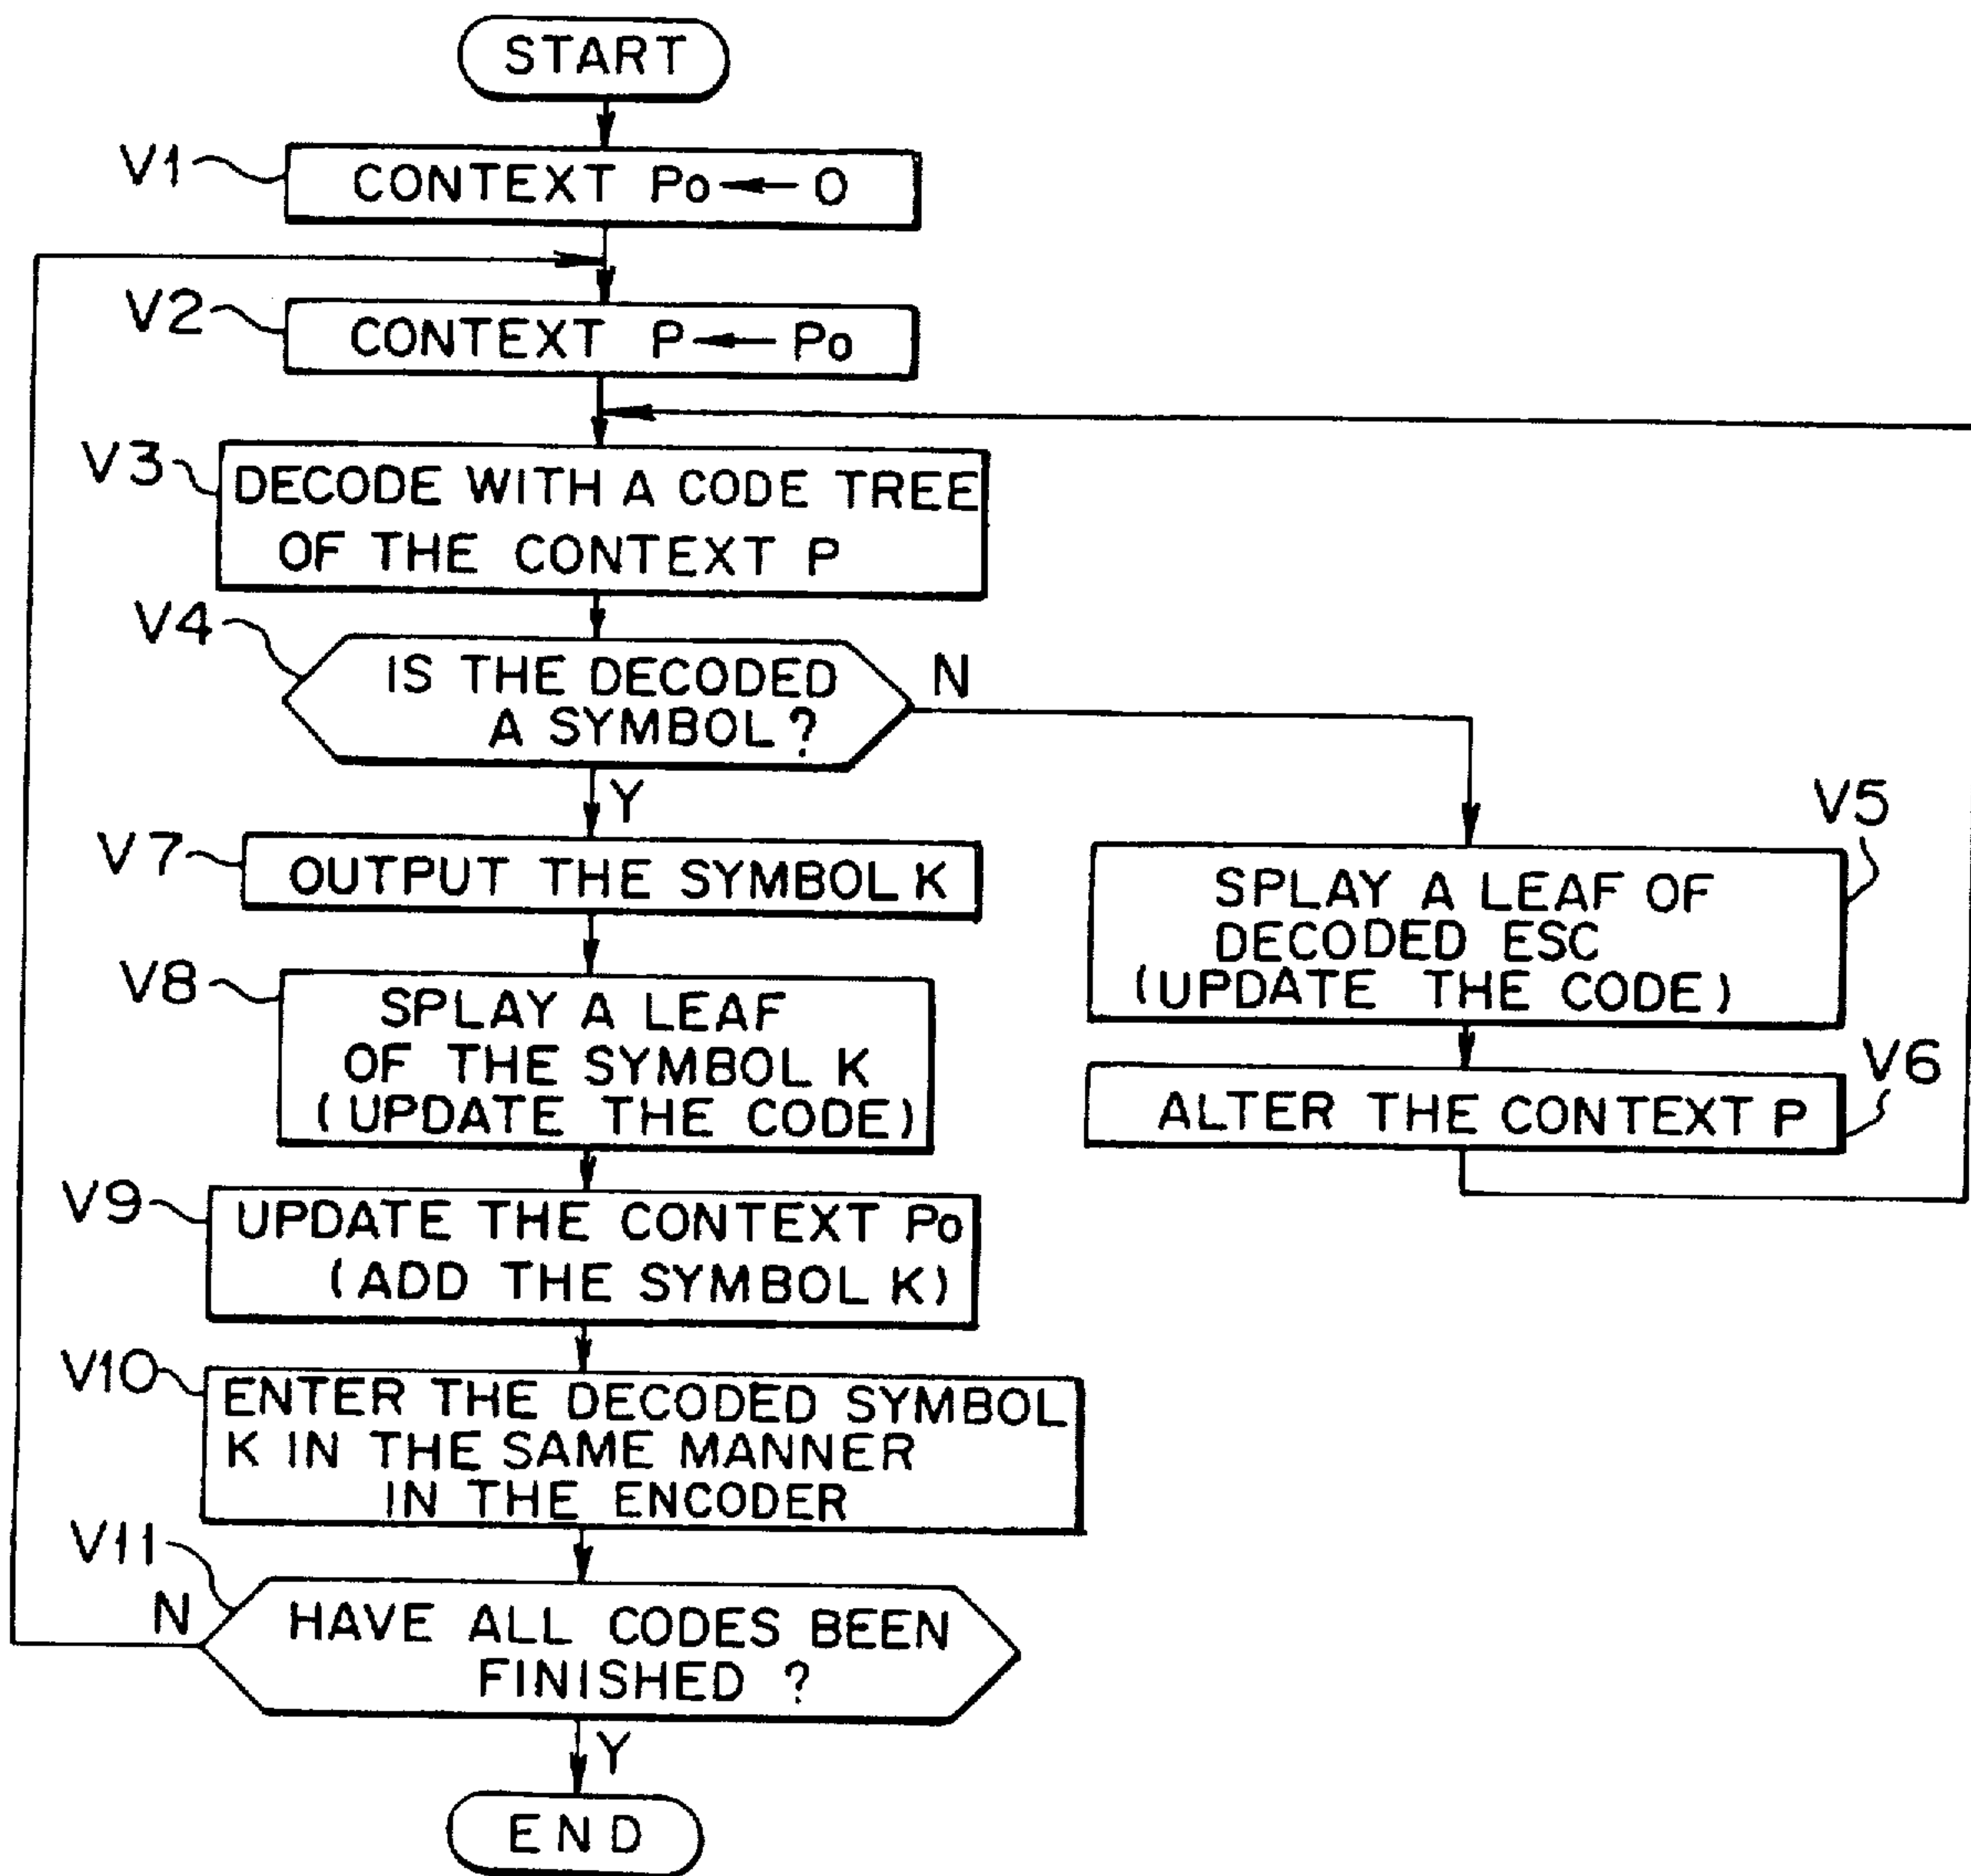 START
V1
CONTEXT Po ← O
V2
CONTEXT P ← Po
V3
DECODE WITH A CODE TREE
OF THE CONTEXT P
V4
IS THE DECODED
A SYMBOL ?
N
Y
V5
SPLAY A LEAF OF
DECODED ESC
(UPDATE THE CODE)
V6
ALTER THE CONTEXT P
V7
OUTPUT THE SYMBOL K
V8
SPLAY A LEAF
OF THE SYMBOL K
(UPDATE THE CODE)
V9
UPDATE THE CONTEXT Po
(ADD THE SYMBOL K)
V10
ENTER THE DECODED SYMBOL
K IN THE SAME MANNER
IN THE ENCODER
V11
N
HAVE ALL CODES BEEN
FINISHED ?
Y
END